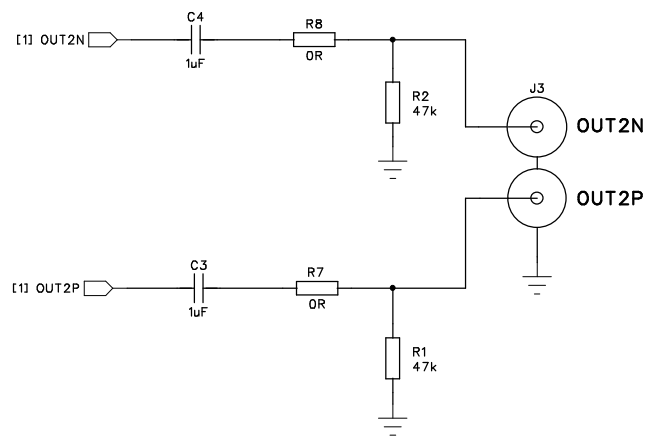 C4
R8
[1] OUT2N
1uF
0R
R2
47k
J3
OUT2N
OUT2P
C3
R7
[1] OUT2P
1uF
0R
R1
47k